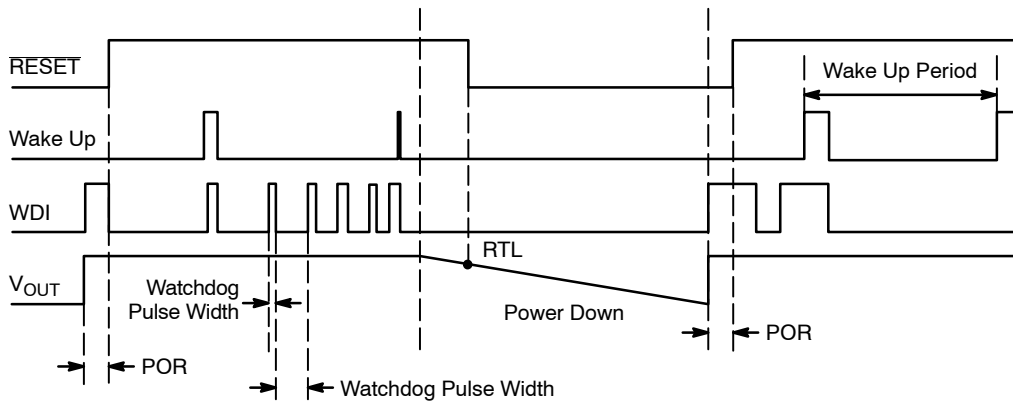 RESET
Wake Up Period
Wake Up
WDI
RTL
VOUT
Watchdog
Pulse Width
Power Down
POR
POR
Watchdog Pulse Width